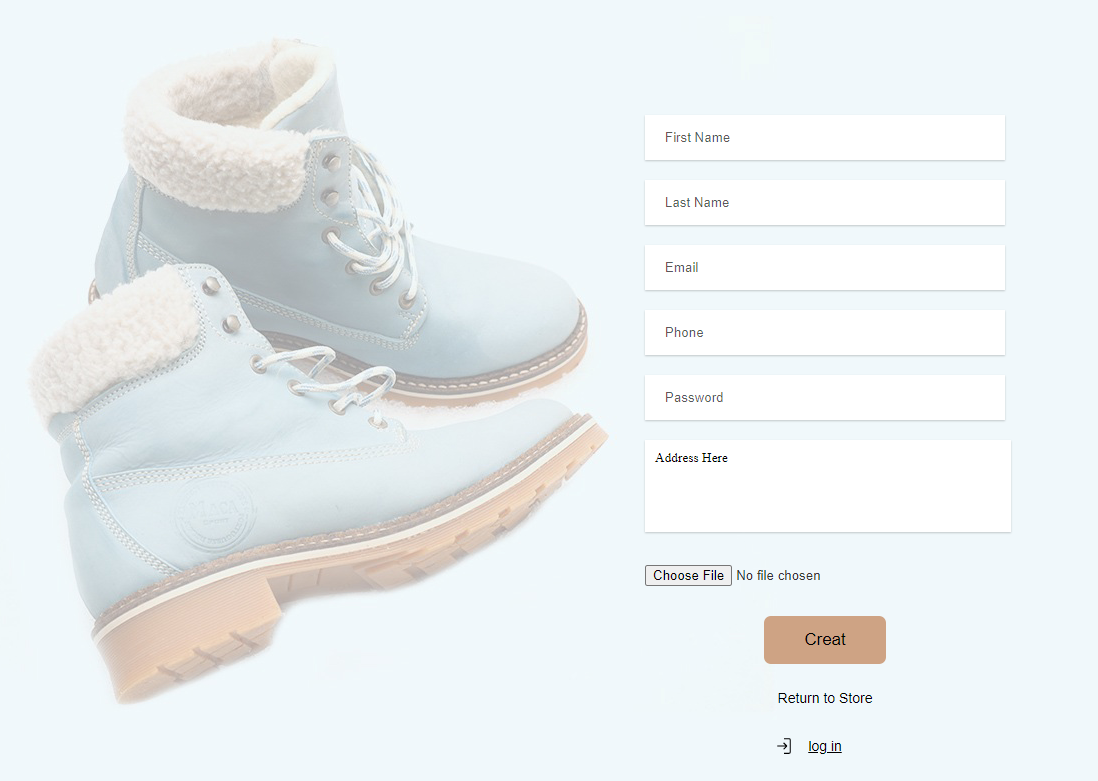 First Name
Last Name
Email
Phone
Password
Address Here
Choose File No file chosen
Creat
Return to Store
log in